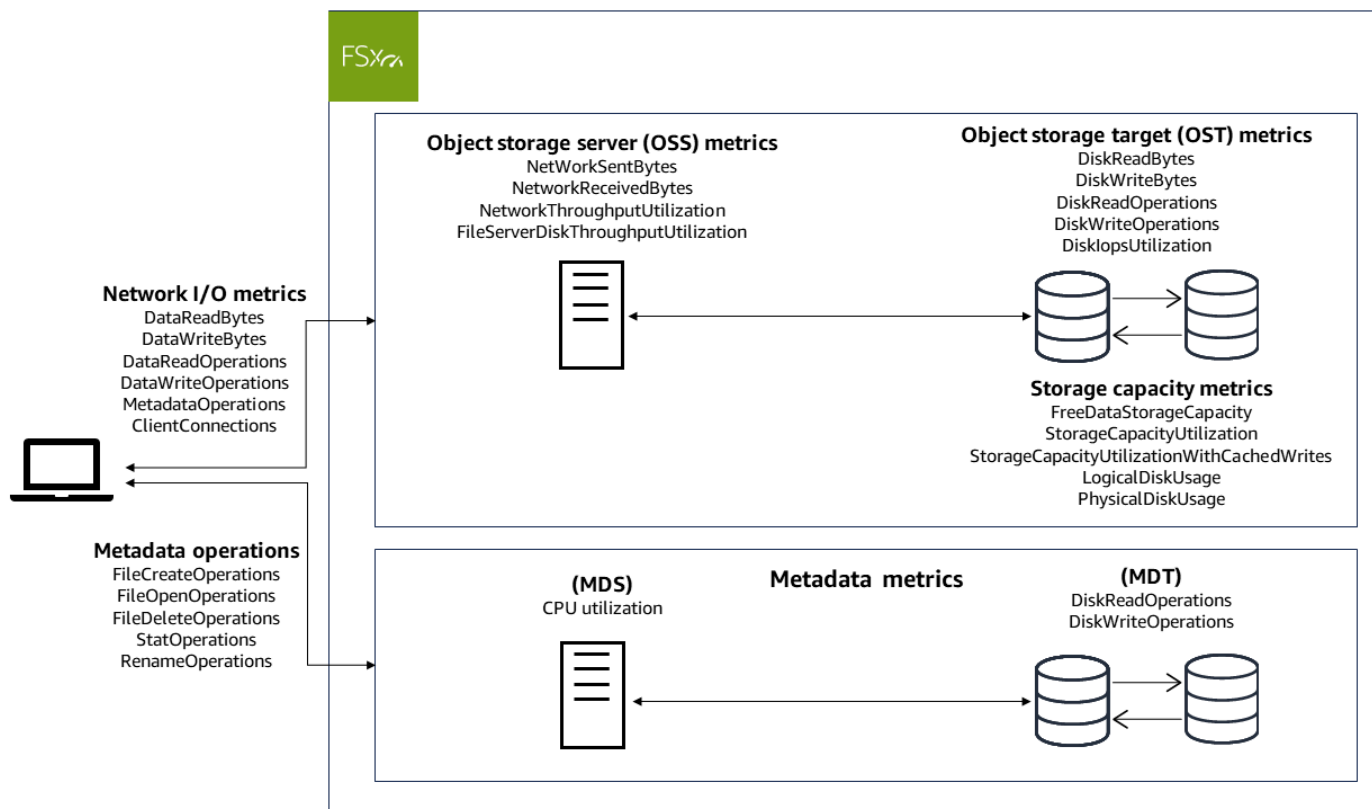 FSx
Object storage server (OSS) metrics
NetWorkSentBytes
NetworkReceivedBytes
NetworkThroughputUtilization
FileServerDiskThroughputUtilization
Object storage target (OST) metrics
DiskReadBytes
DiskWriteBytes
DiskReadOperations
DiskWriteOperations
DiskIopsUtilization
Network I/O metrics
DataReadBytes
DataWriteBytes
DataReadOperations
DataWriteOperations
MetadataOperations
ClientConnections
Storage capacity metrics
FreeDataStorageCapacity
StorageCapacityUtilization
StorageCapacityUtilizationWithCachedWrites
LogicalDiskUsage
PhysicalDiskUsage
Metadata operations
FileCreateOperations
FileOpenOperations
FileDeleteOperations
StatOperations
RenameOperations
Metadata metrics
(MDS)
CPU utilization
(MDT)
DiskReadOperations
DiskWriteOperations